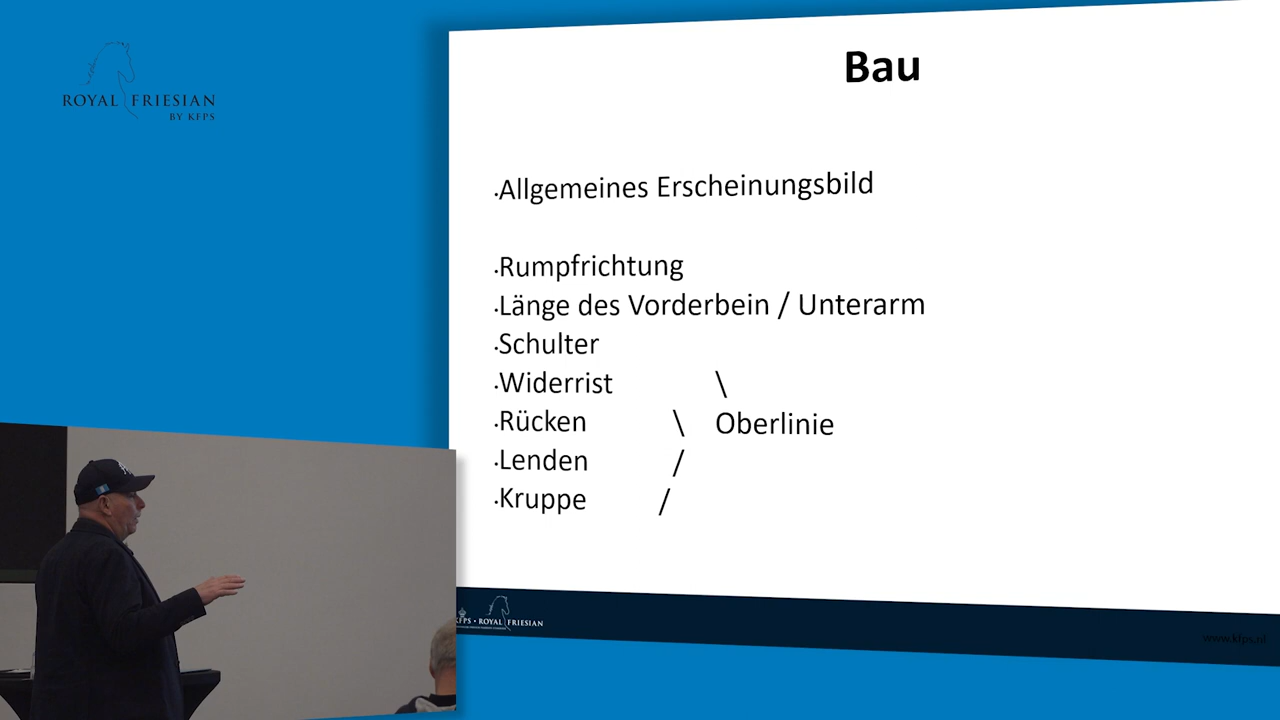 ROYAL FRIESIAN
BY KFPS
Bau
·Allgemeines Erscheinungsbild
·Rumpfrichtung
·Länge des Vorderbein / Unterarm
·Schulter
·Widerrist \
·Rücken \ Oberlinie
·Lenden /
·Kruppe /
KFPS · ROYAL FRIESIAN
www.kfps.nl